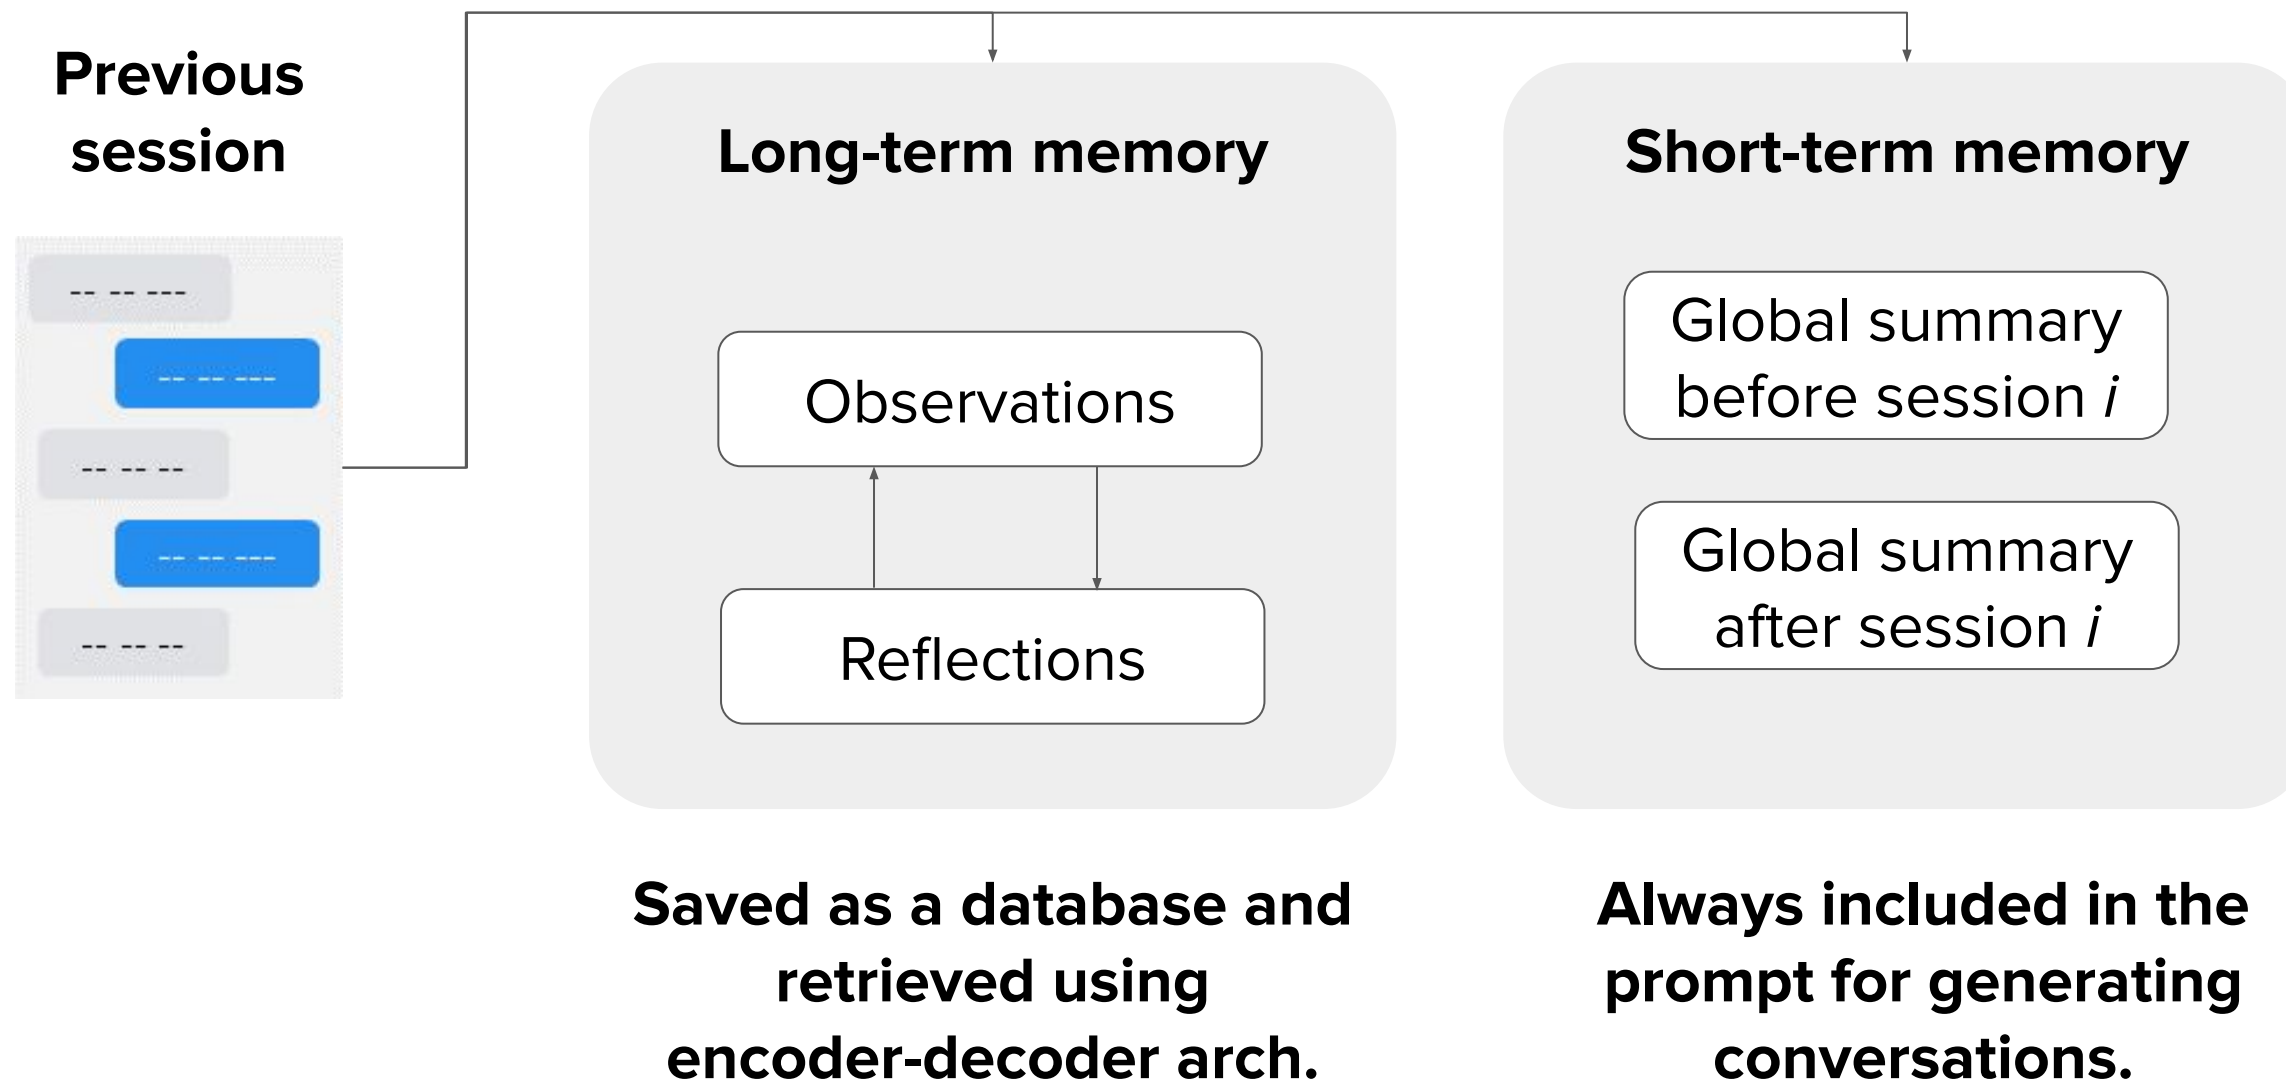 Previous
session
-- -- ---
-- -- ---
-- -- --
-- -- ---
-- -- --
Long-term memory
Observations
Reflections
Saved as a database and
retrieved using
encoder-decoder arch.
Short-term memory
Global summary
before session i
Global summary
after session i
Always included in the
prompt for generating
conversations.